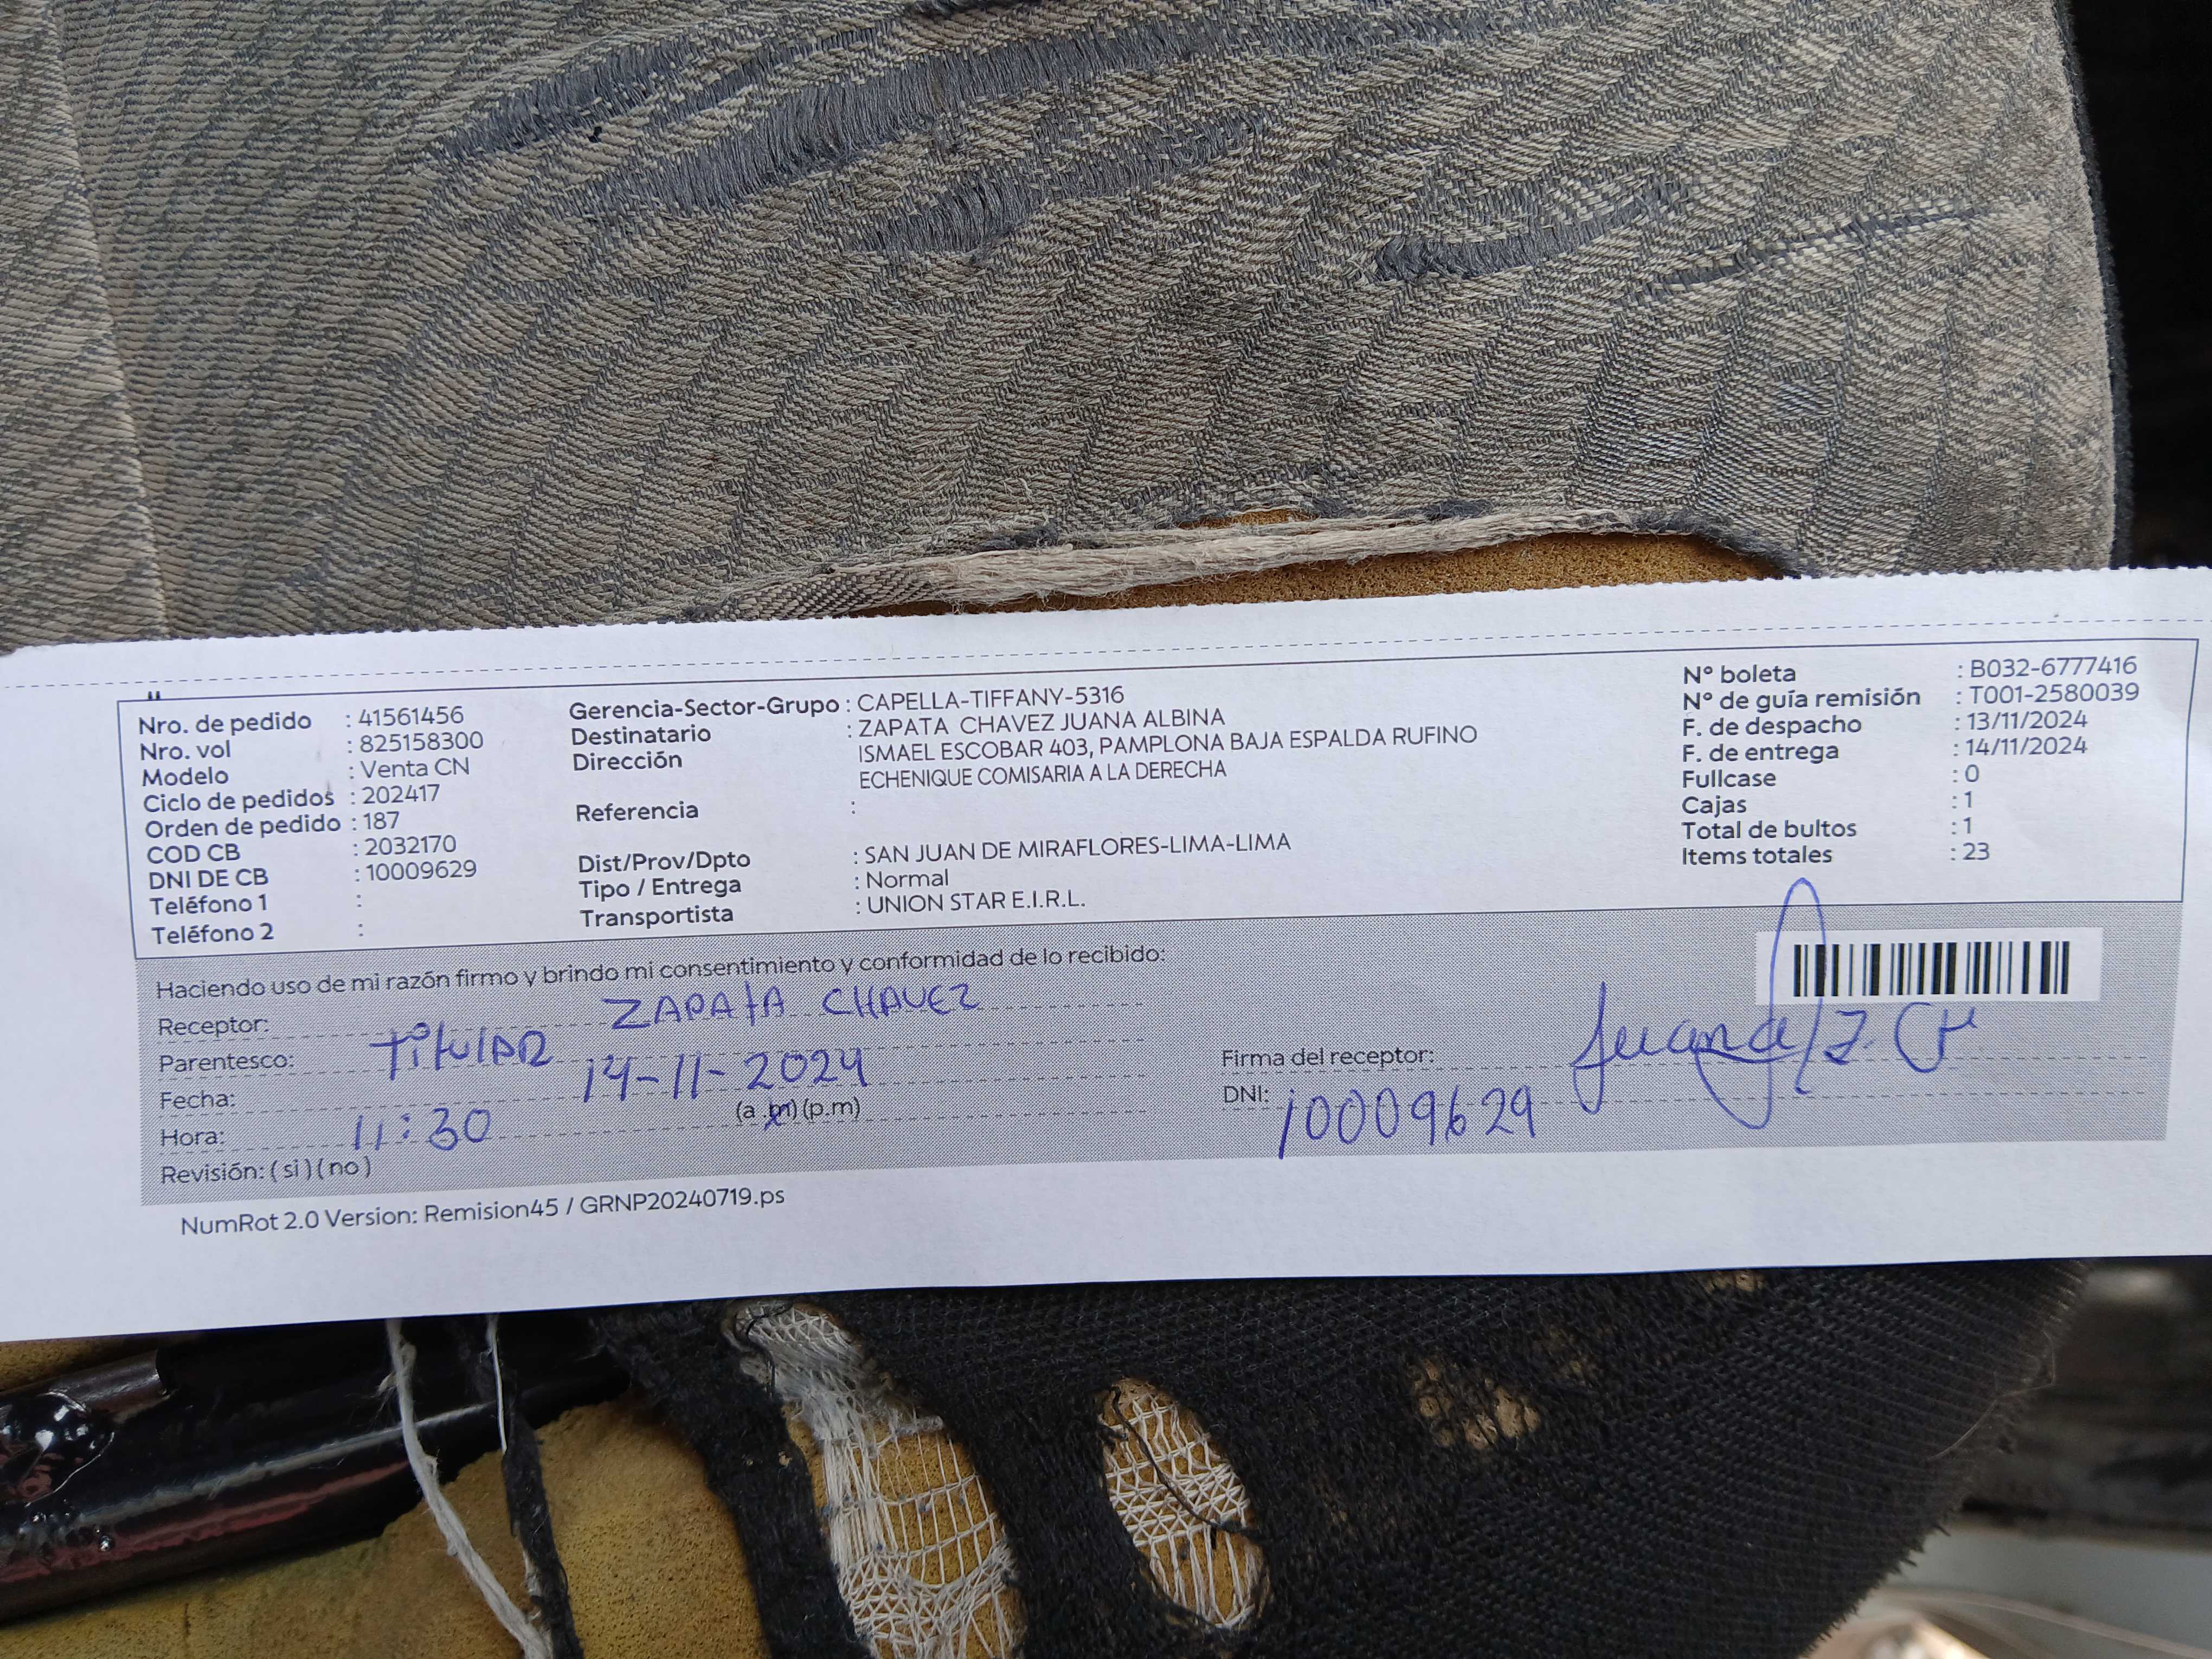 Nro. de pedido : 41561456
Nro. vol : 825158300
Modelo : Venta CN
Ciclo de pedidos : 202417
Orden de pedido : 187
COD CB : 2032170
DNI DE CB : 10009629
Teléfono 1 :
Teléfono 2 :
Gerencia-Sector-Grupo : CAPELLA-TIFFANY-5316
Destinatario : ZAPATA CHAVEZ JUANA ALBINA
Dirección ISMAEL ESCOBAR 403, PAMPLONA BAJA ESPALDA RUFINO
ECHENIQUE COMISARIA A LA DERECHA
Referencia :
Dist/Prov/Dpto : SAN JUAN DE MIRAFLORES-LIMA-LIMA
Tipo / Entrega : Normal
Transportista : UNION STAR E.I.R.L.
N° boleta : B032-6777416
N° de guía remisión : T001-2580039
F. de despacho : 13/11/2024
F. de entrega : 14/11/2024
Fullcase : 0
Cajas : 1
Total de bultos : 1
Items totales : 23
Haciendo uso de mi razón firmo y brindo mi consentimiento y conformidad de lo recibido:
Receptor: ZAPATA CHAVEZ
Parentesco: TITULAR
Fecha: 14-11-2024
Hora: 11:30 (a.m) (p.m)
Revisión: ( si ) ( no )
Firma del receptor: Juana Z. CH
DNI: 10009629
NumRot 2.0 Version: Remision45 / GRNP20240719.ps